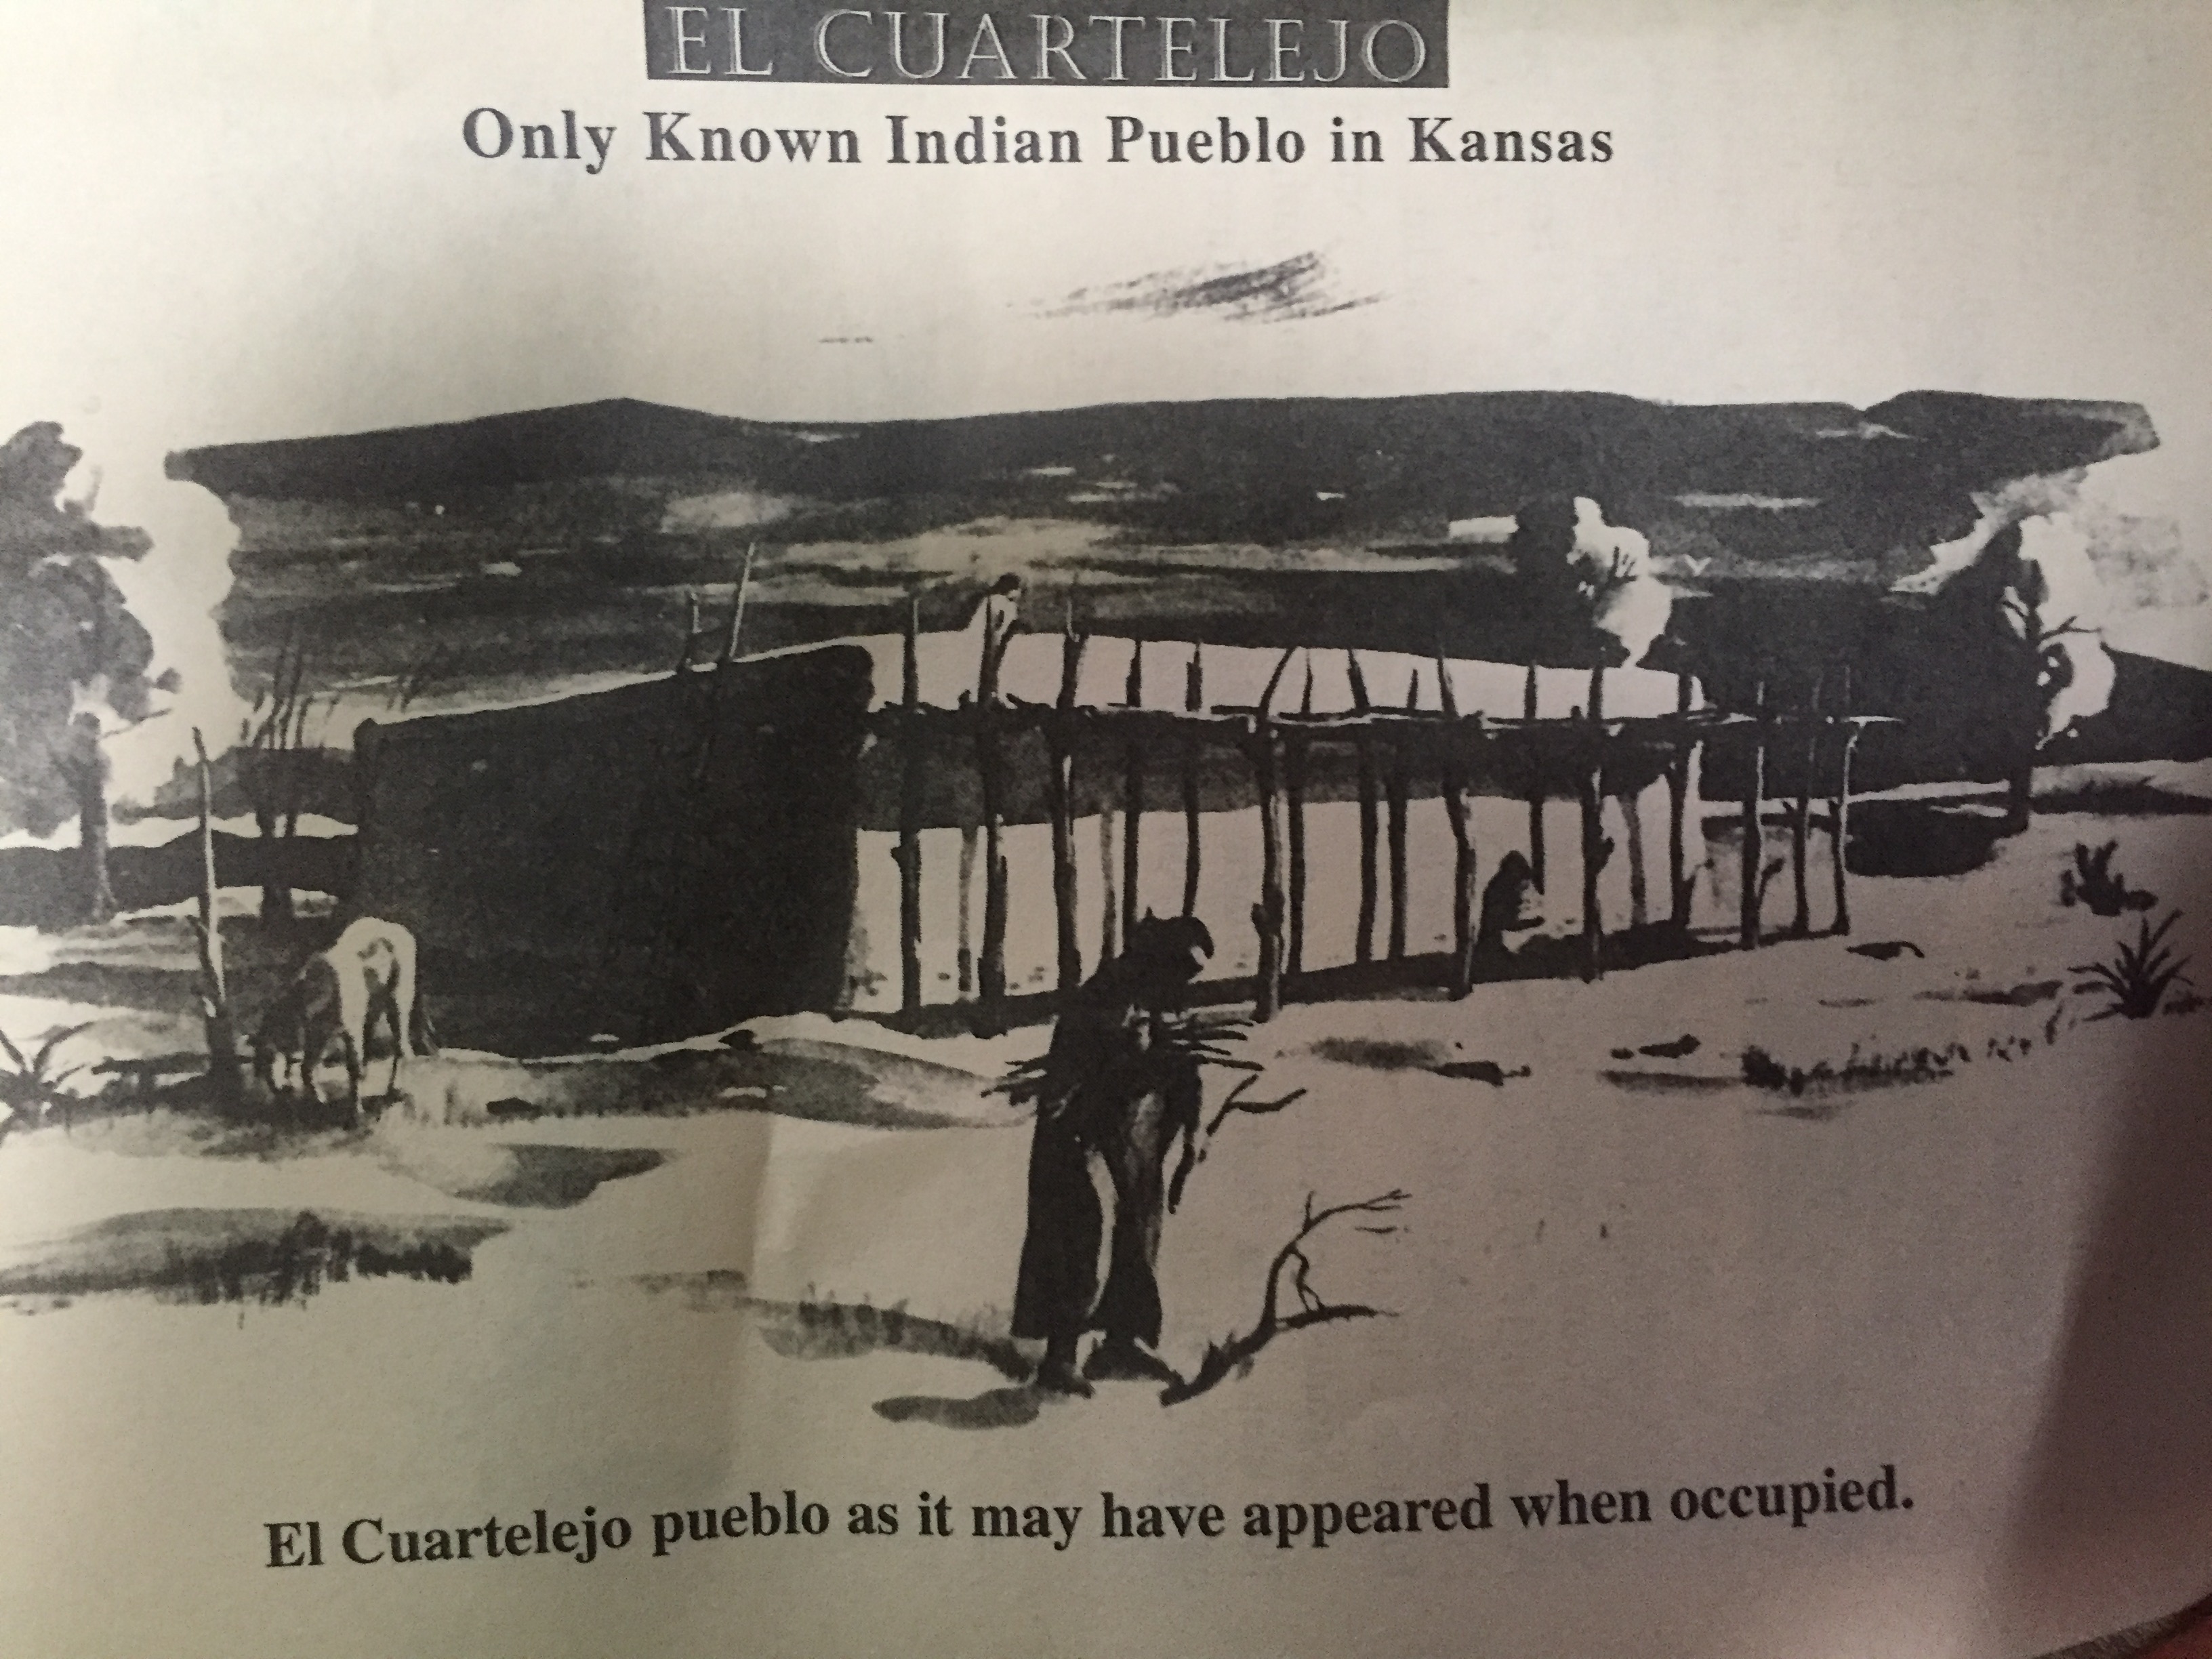 EL CUARTELEJO
Only Known Indian Pueblo in Kansas
El Cuartelejo pueblo as it may have appeared when occupied.